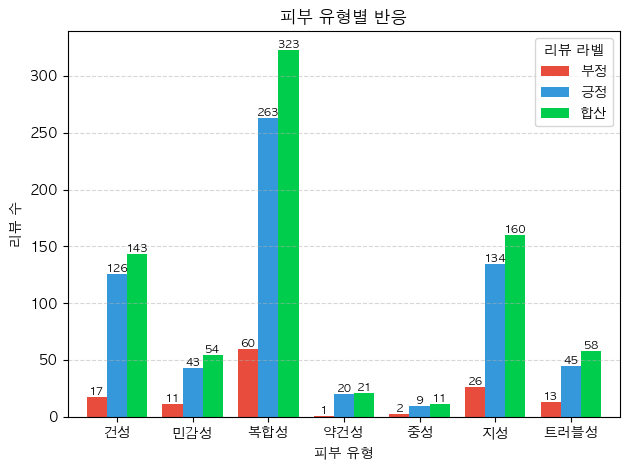 피부 유형별 반응
리뷰 수
300
250
200
150
100
50
0
리뷰 라벨
부정
긍정
합산
17 126 143
11 43 54
60 263 323
1 20 21
2 9 11
26 134 160
13 45 58
건성 민감성 복합성 약건성 중성 지성 트러블성
피부 유형